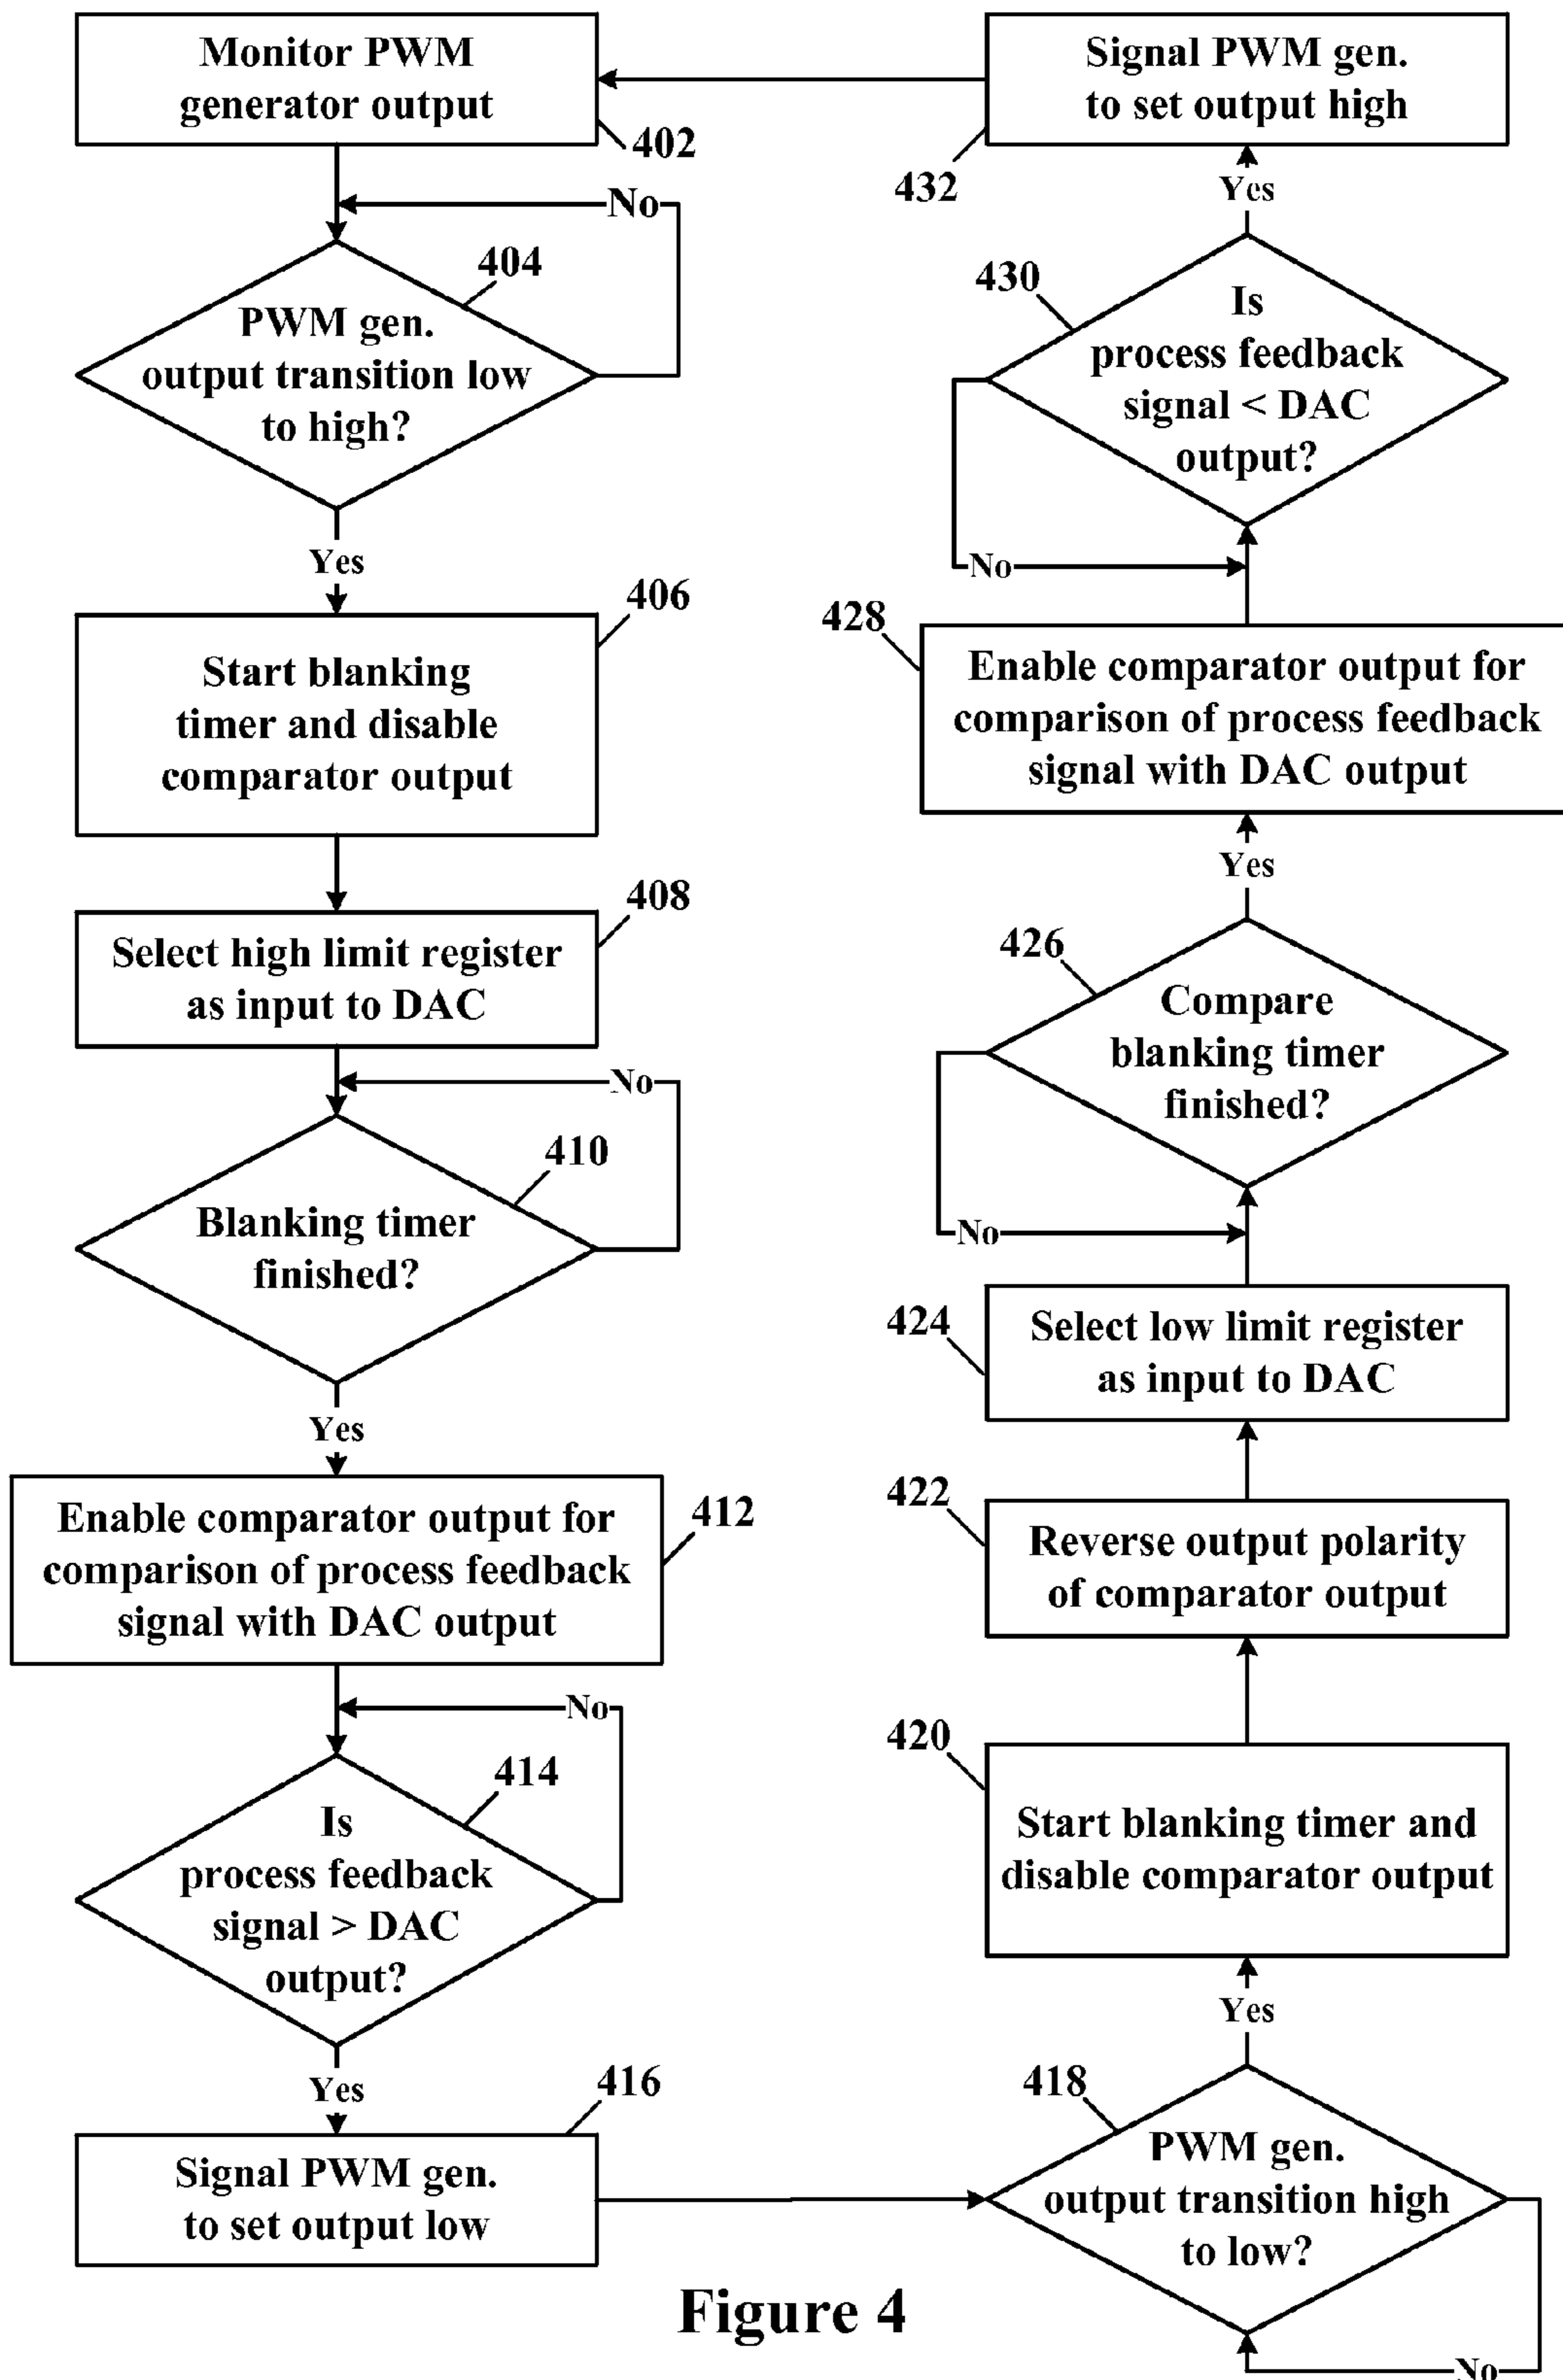 Monitor PWM
generator output
402
No
404
PWM gen.
output transition low
to high?
Yes
406
Start blanking
timer and disable
comparator output
408
Select high limit register
as input to DAC
No
410
Blanking timer
finished?
Yes
412
Enable comparator output for
comparison of process feedback
signal with DAC output
No
414
Is
process feedback
signal > DAC
output?
Yes
416
Signal PWM gen.
to set output low
418
PWM gen.
output transition high
to low?
No
Yes
420
Start blanking timer and
disable comparator output
422
Reverse output polarity
of comparator output
424
Select low limit register
as input to DAC
No
426
Compare
blanking timer
finished?
Yes
428
Enable comparator output for
comparison of process feedback
signal with DAC output
No
430
Is
process feedback
signal < DAC
output?
Yes
432
Signal PWM gen.
to set output high
Figure 4